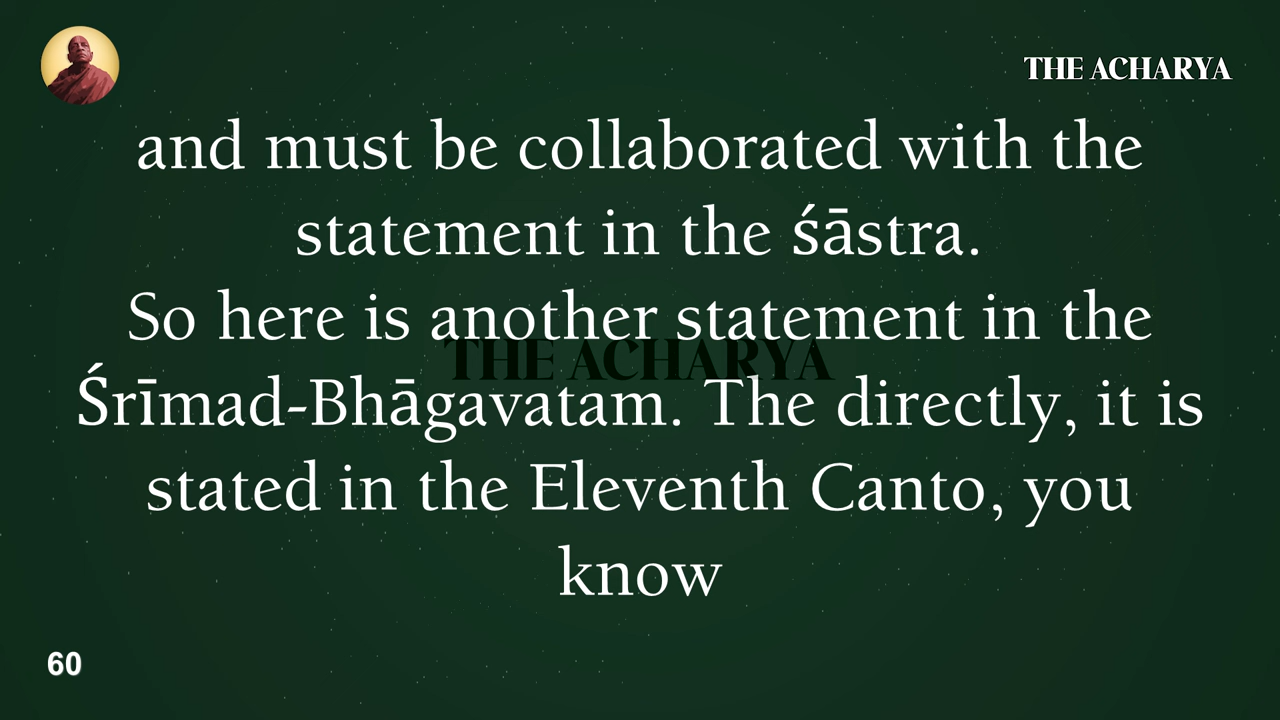 THE ACHARYA
and must be collaborated with the
statement in the śāstra.
So here is another statement in the
THE ACHARYA
Śrīmad-Bhāgavatam. The directly, it is
stated in the Eleventh Canto, you
know
60